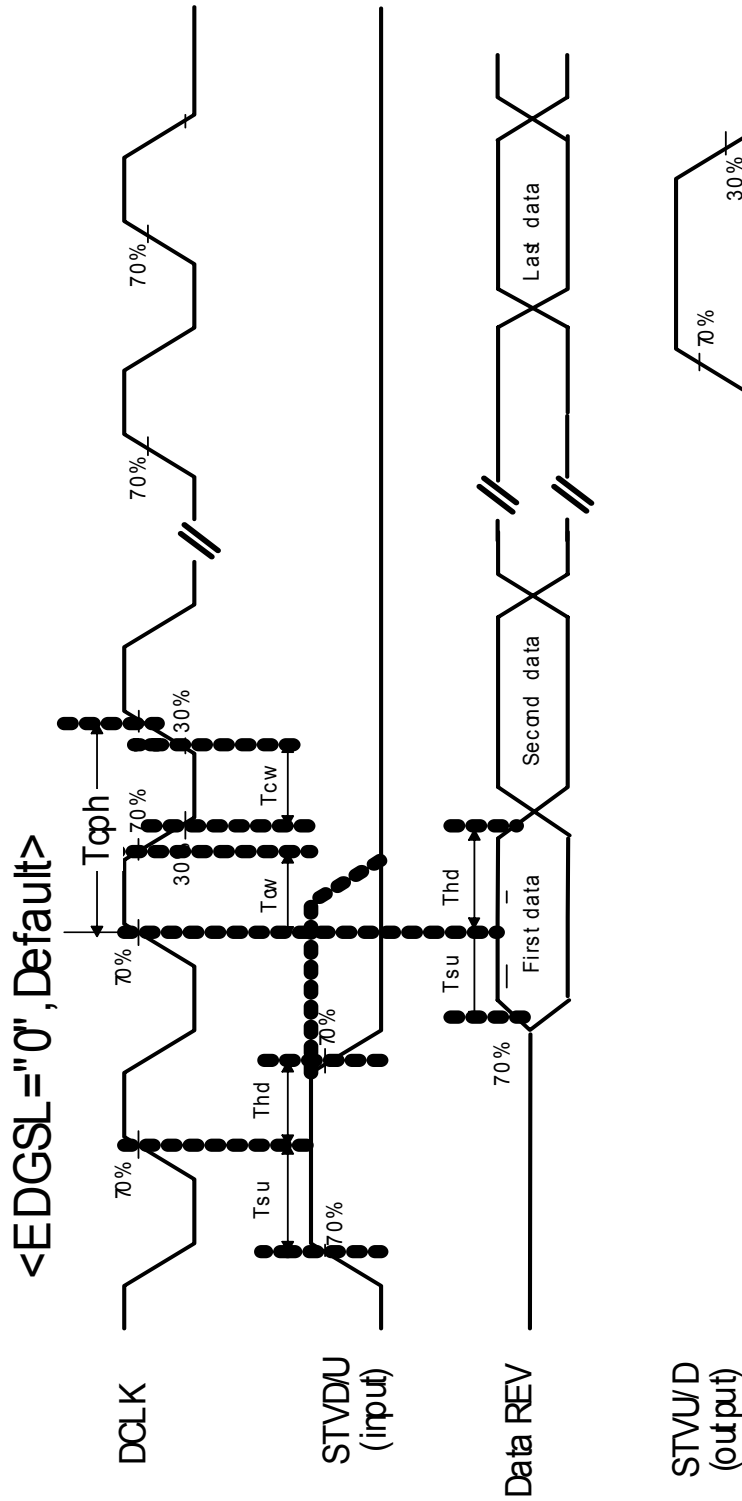 <EDGSL="0",Default>
Tcph
DCLK
70%
70%
70%
70%
70%
30%
30%
Tsu
Thd
Tcw
Tcw
STVD/U
(input)
70%
70%
Tsu
Thd
Data REV
70%
First data
Second data
Last data
STVU/D
(output)
70%
30%